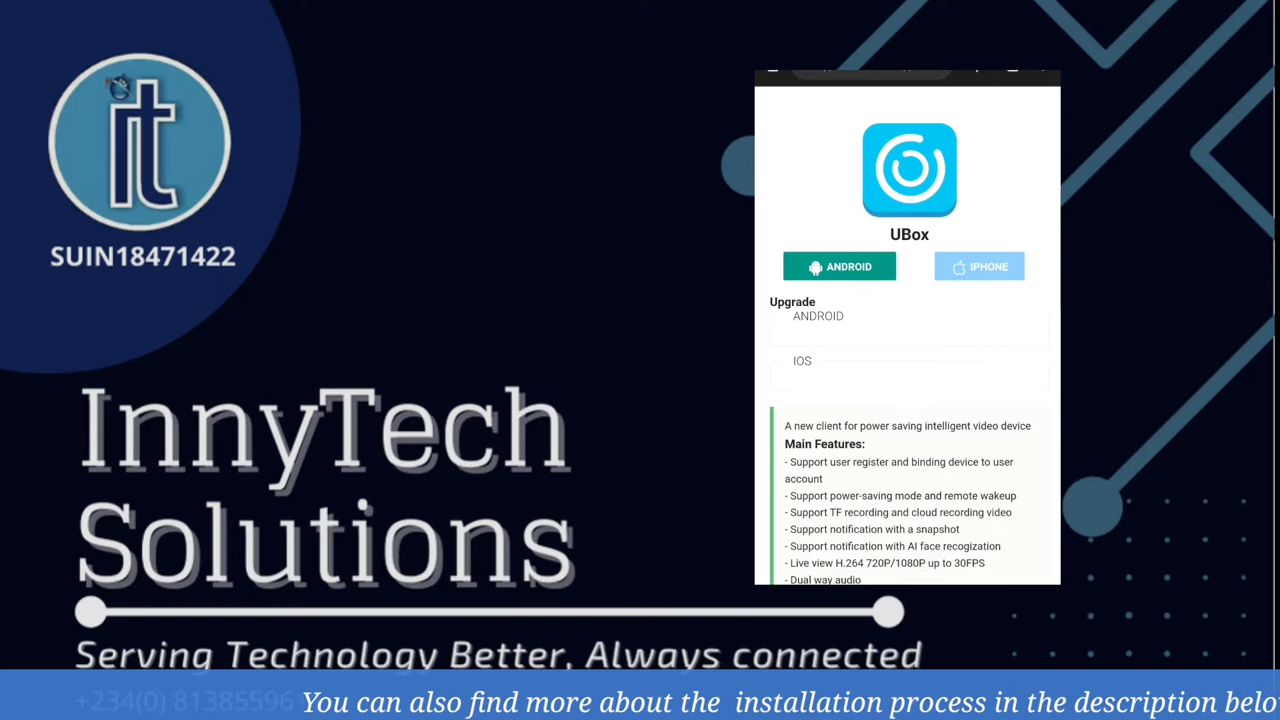 it
SUIN18471422
InnyTech
Solutions
Serving Technology Better, Always connected
UBox
ANDROID
IPHONE
Upgrade
ANDROID
IOS
A new client for power saving intelligent video device
Main Features:
- Support user register and binding device to user
account
- Support power-saving mode and remote wakeup
- Support TF recording and cloud recording video
- Support notification with a snapshot
- Support notification with AI face recogization
- Live view H.264 720P/1080P up to 30FPS
- Dual way audio
You can also find more about the installation process in the description belo